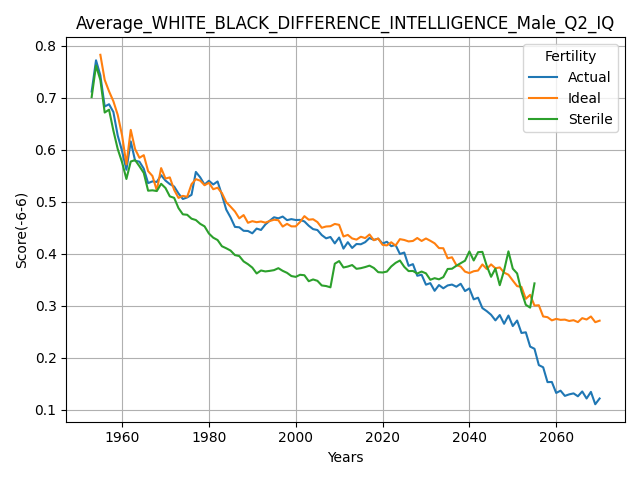 Average_WHITE_BLACK_DIFFERENCE_INTELLIGENCE_Male_Q2_IQ
Fertility
Actual
Ideal
Sterile
Score(-6-6)
0.8
0.7
0.6
0.5
0.4
0.3
0.2
0.1
1960 1980 2000 2020 2040 2060
Years